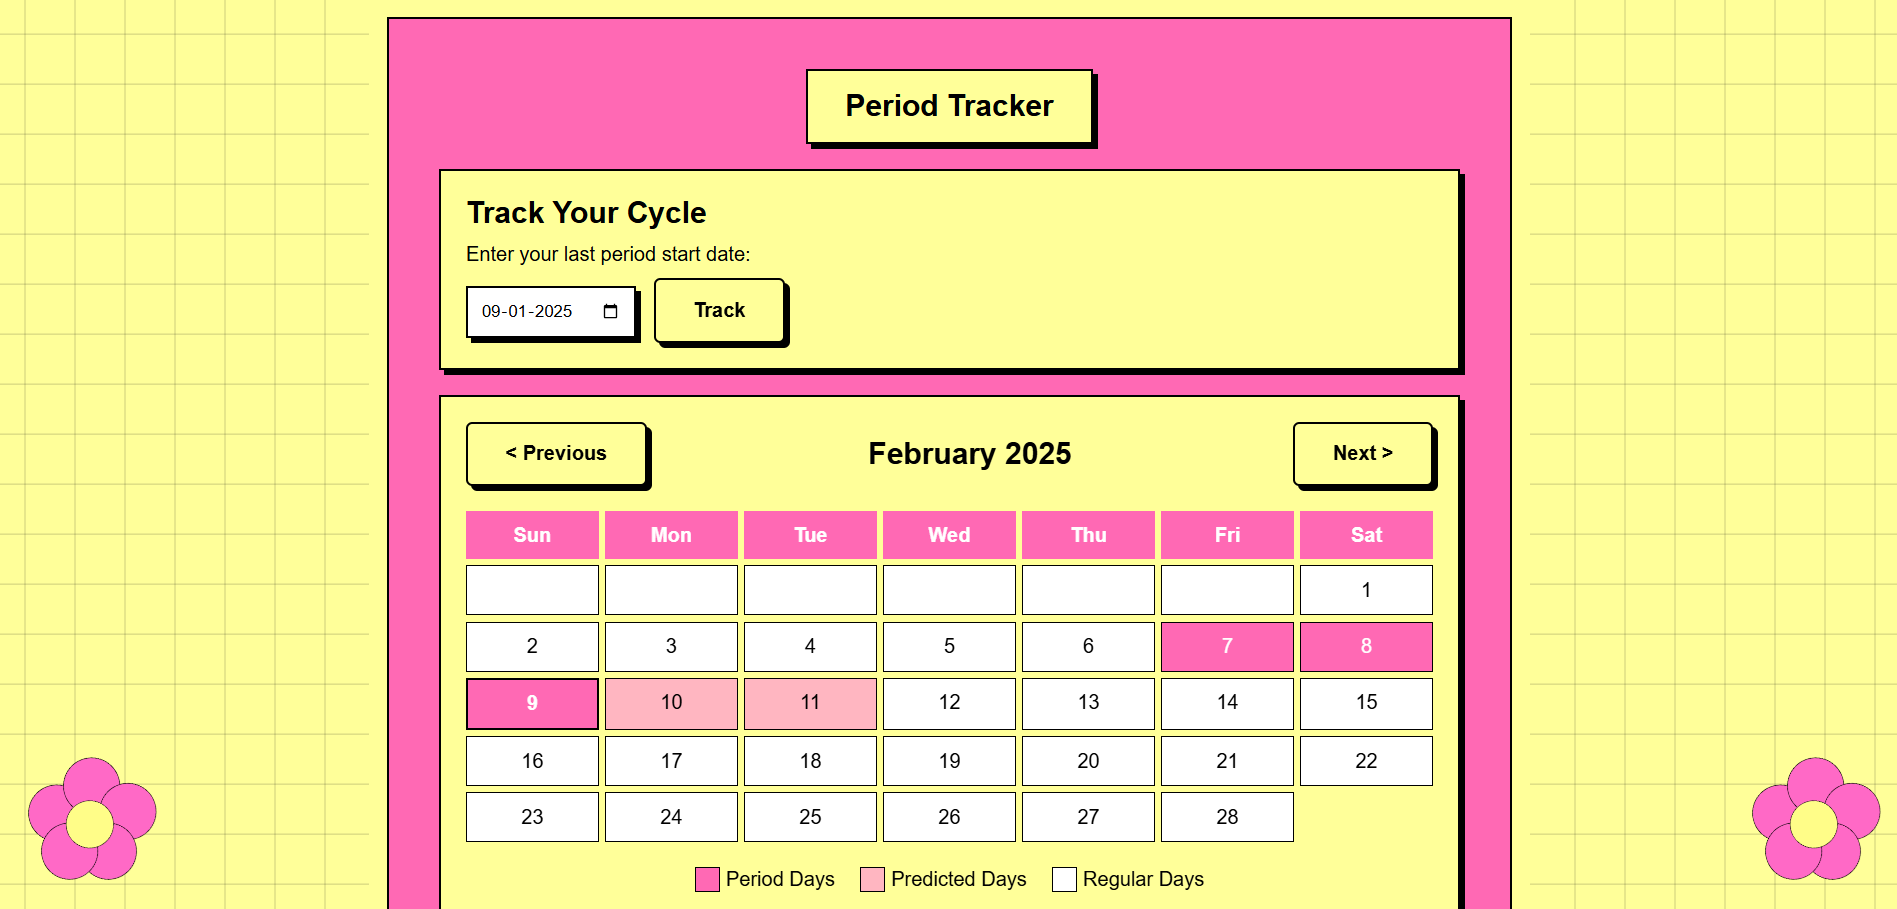 Period Tracker
Track Your Cycle
Enter your last period start date:
09-01-2025 Track
< Previous February 2025 Next >
Sun Mon Tue Wed Thu Fri Sat
1
2 3 4 5 6 7 8
9 10 11 12 13 14 15
16 17 18 19 20 21 22
23 24 25 26 27 28
Period Days Predicted Days Regular Days